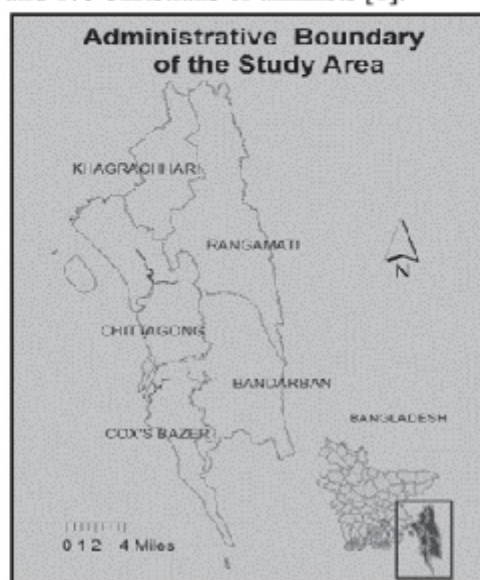 Administrative Boundary
of the Study Area
KHAGRACHHARI
RANGAMATI
N
CHITTAGONG
BANDARBAN
BANGLADESH
COX'S BAZER
0 1 2 4 Miles